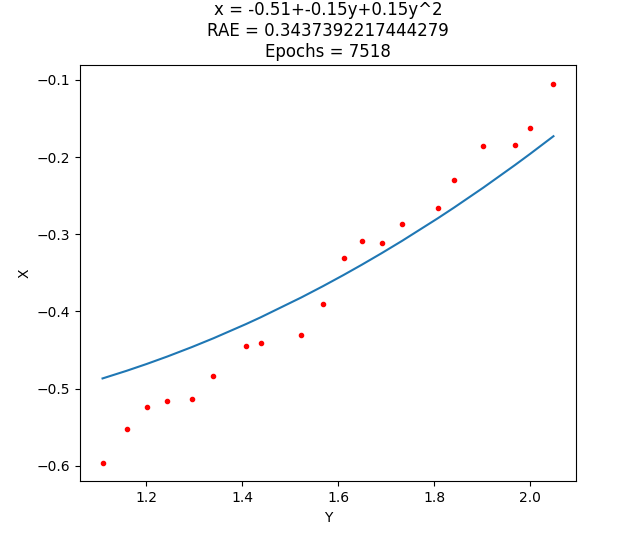 x = -0.51+-0.15y+0.15y^2
RAE = 0.3437392217444279
Epochs = 7518
−0.1
−0.2
−0.3
−0.4
−0.5
−0.6
X
1.2 1.4 1.6 1.8 2.0
Y